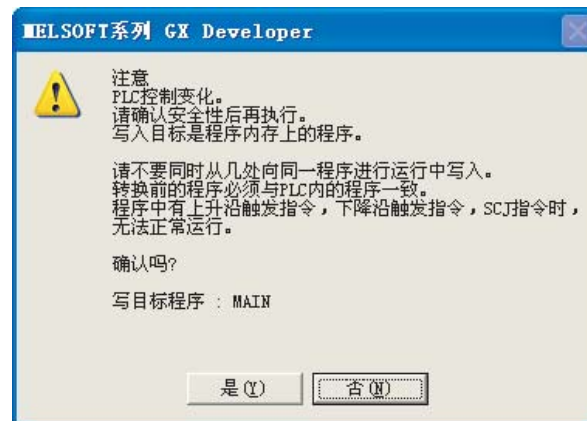 MELSOFT系列 GX Developer
注意
PLC控制变化。
请确认安全性后再执行。
写入目标是程序内存上的程序。
请不要同时从几处向同一程序进行运行中写入。
转换前的程序必须与PLC内的程序一致。
程序中有上升沿触发指令，下降沿触发指令，SCJ指令时，
无法正常运行。
确认吗?
写目标程序 : MAIN
是(Y)
否(N)